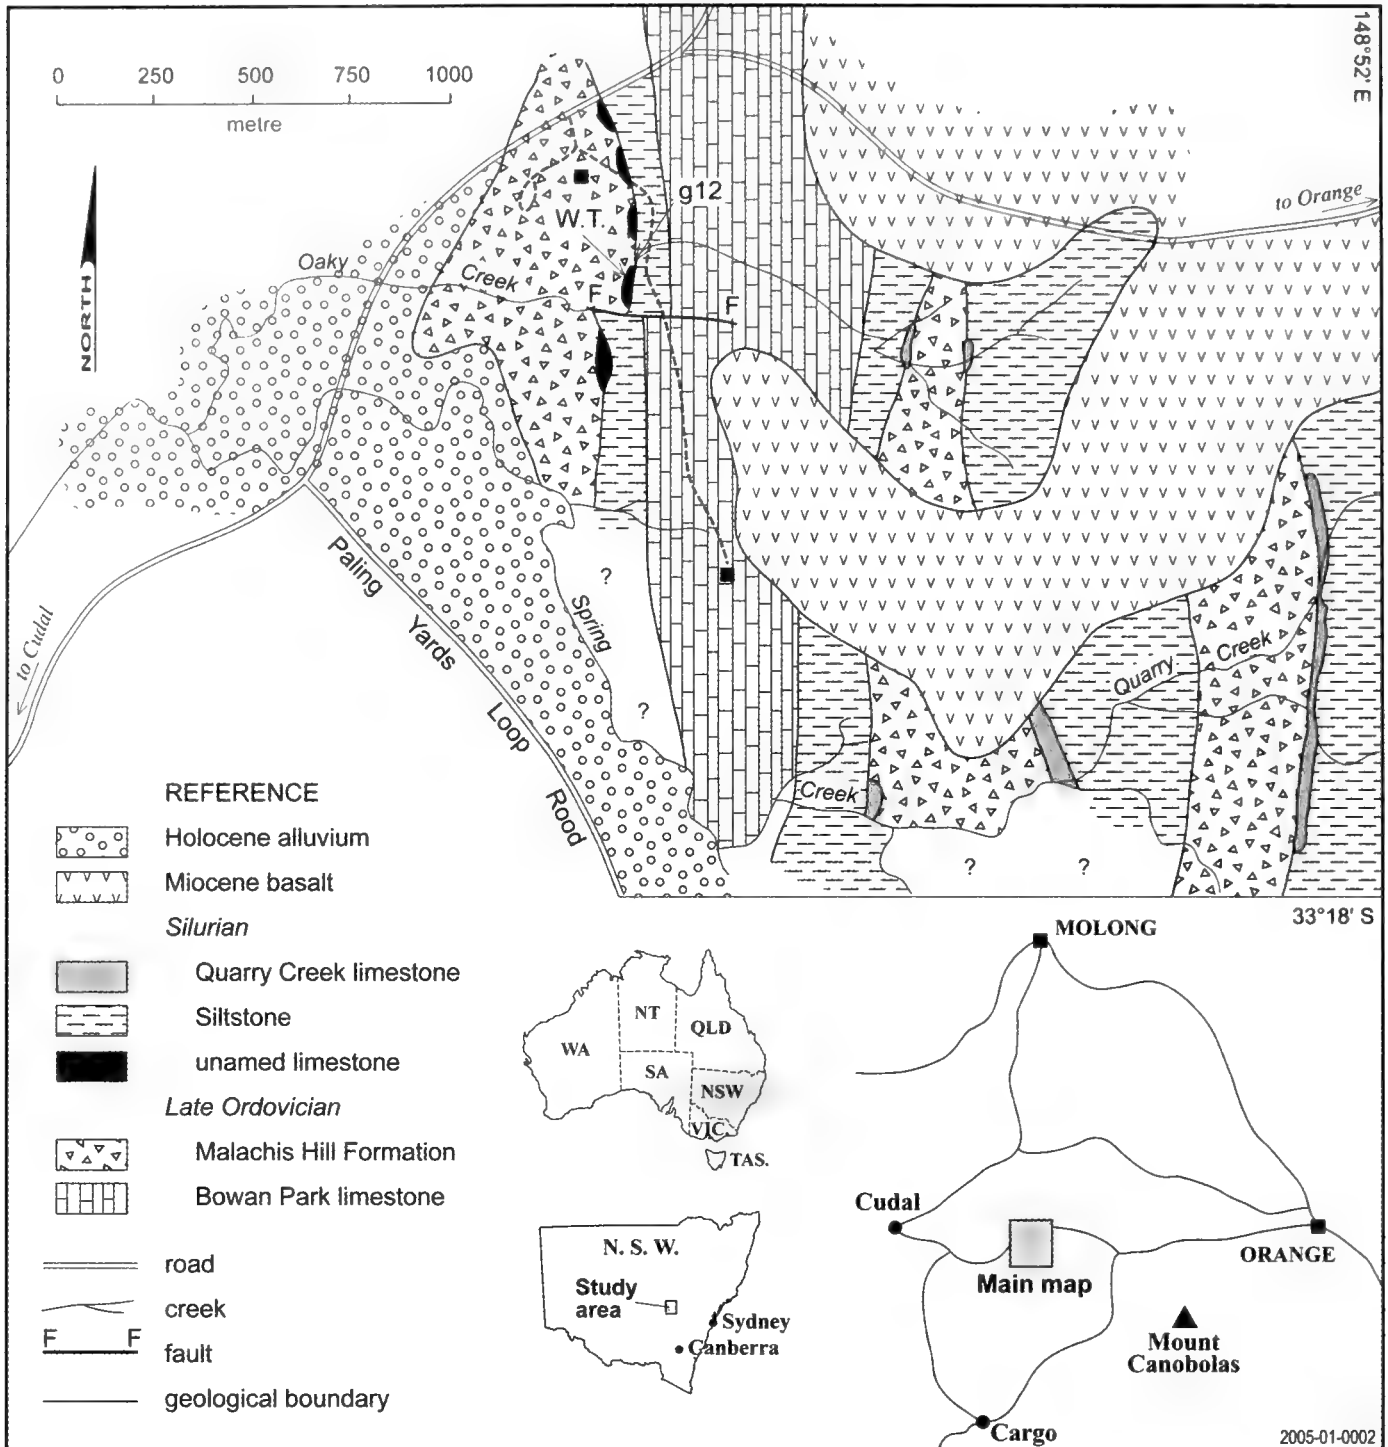 148°52' E
0 250 500 750 1000
metre
to Orange
g12
W.T.
Oaky
Creek
F F
NORTH
?
Spring
Paling
Yards
Loop
Rood
to Cudal
?
Quarry
Creek
Creek
? ?
33°18' S
REFERENCE
Holocene alluvium
Miocene basalt
Silurian
Quarry Creek limestone
Siltstone
unamed limestone
Late Ordovician
Malachis Hill Formation
Bowan Park limestone
road
creek
F F
fault
geological boundary
WA
NT
QLD
SA
NSW
VIC.
TAS.
N. S. W.
Study
area
Sydney
Canberra
MOLONG
Cudal
ORANGE
Main map
Mount
Canobolas
Cargo
2005-01-0002